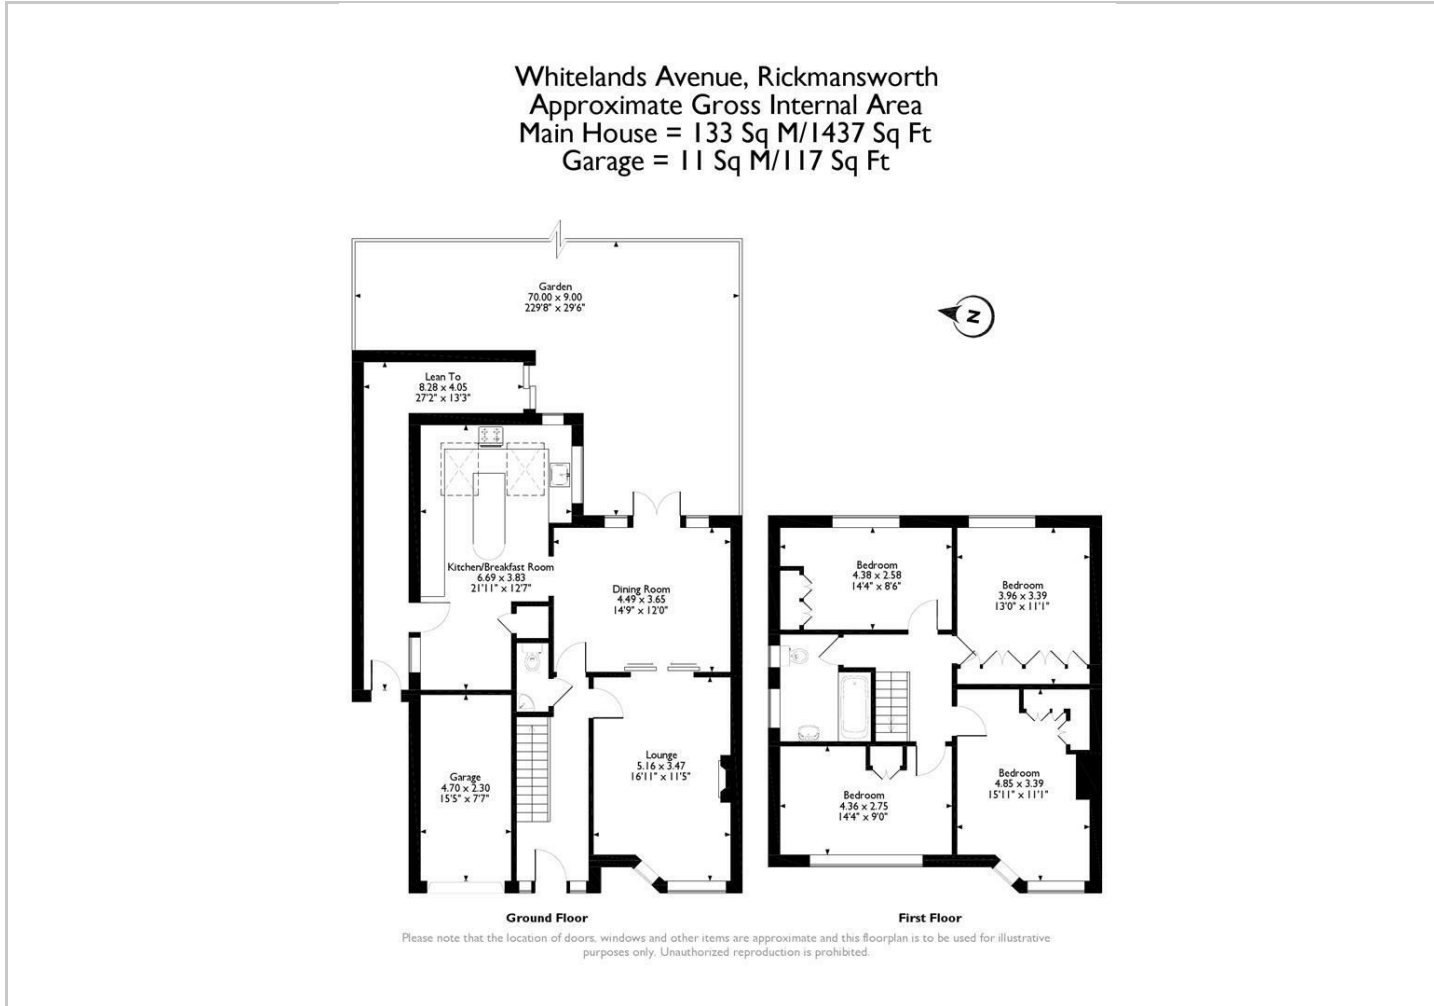 Whitelands Avenue, Rickmansworth
Approximate Gross Internal Area
Main House = 133 Sq M/1437 Sq Ft
Garage = 11 Sq M/117 Sq Ft
Garden
70.00 x 9.00
229'8" x 29'6"
N
Lean To
8.28 x 4.05
27'2" x 13'3"
Kitchen/Breakfast Room
6.69 x 3.83
21'11" x 12'7"
Dining Room
4.49 x 3.65
14'9" x 12'0"
Lounge
5.16 x 3.47
16'11" x 11'5"
Garage
4.70 x 2.30
15'5" x 7'7"
Ground Floor
Bedroom
4.38 x 2.58
14'4" x 8'6"
Bedroom
3.96 x 3.39
13'0" x 11'1"
Bedroom
4.36 x 2.75
14'4" x 9'0"
Bedroom
4.85 x 3.39
15'11" x 11'1"
First Floor
Please note that the location of doors, windows and other items are approximate and this floorplan is to be used for illustrative
purposes only. Unauthorized reproduction is prohibited.